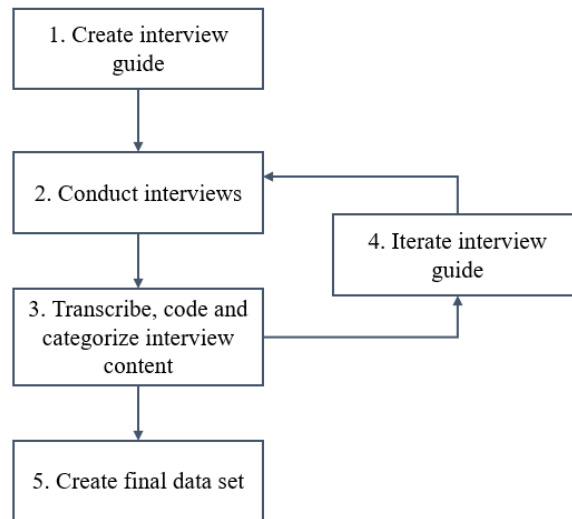 1. Create interview
guide
2. Conduct interviews
4. Iterate interview
guide
3. Transcribe, code and
categorize interview
content
5. Create final data set